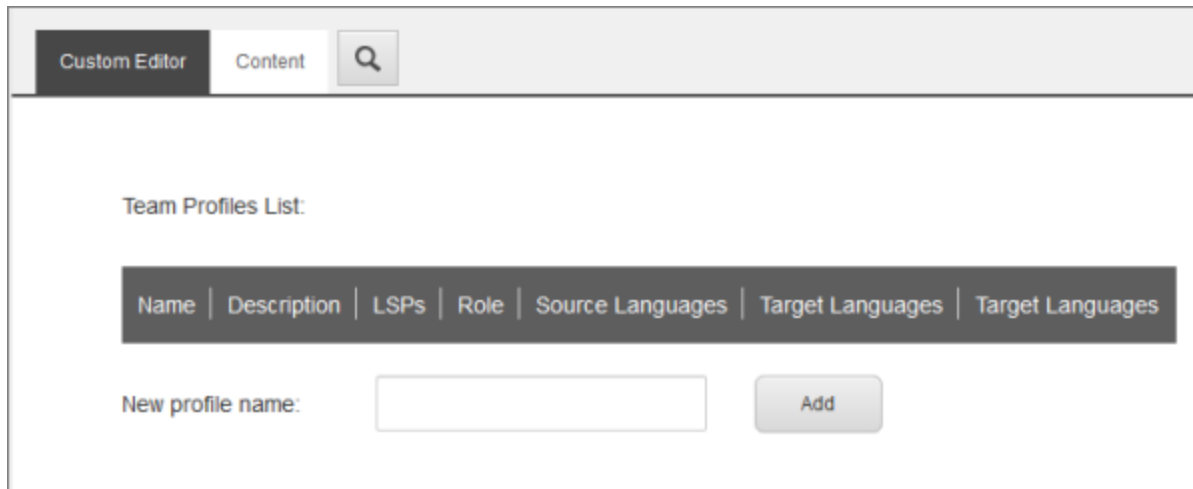 Custom Editor Content
Team Profiles List:
Name Description LSPs Role Source Languages Target Languages Target Languages
New profile name: Add